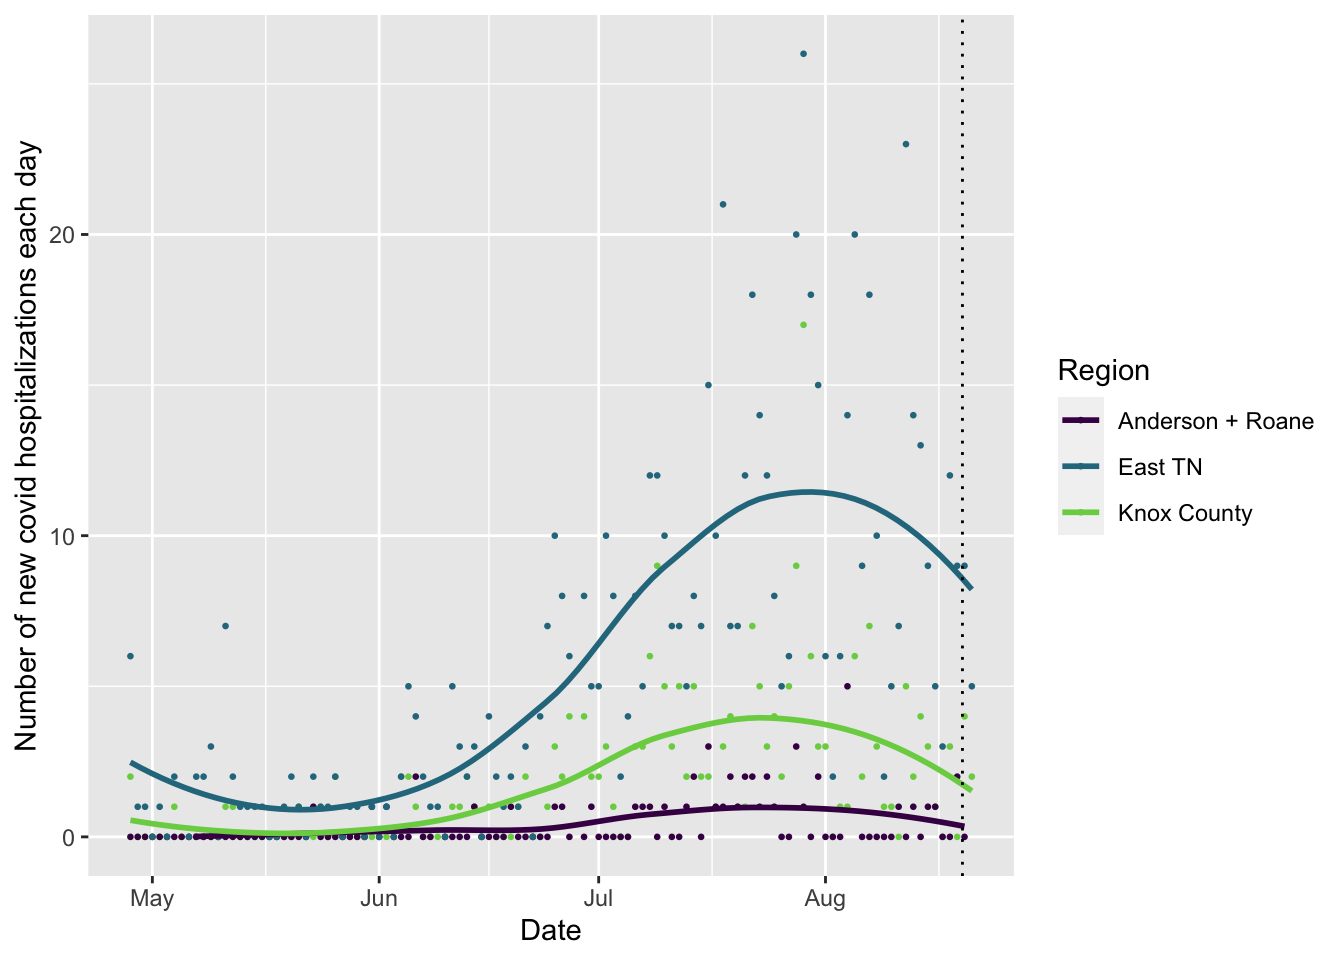 Number of new covid hospitalizations each day
20
10
0
May
Jun
Jul
Aug
Date
Region
Anderson + Roane
East TN
Knox County